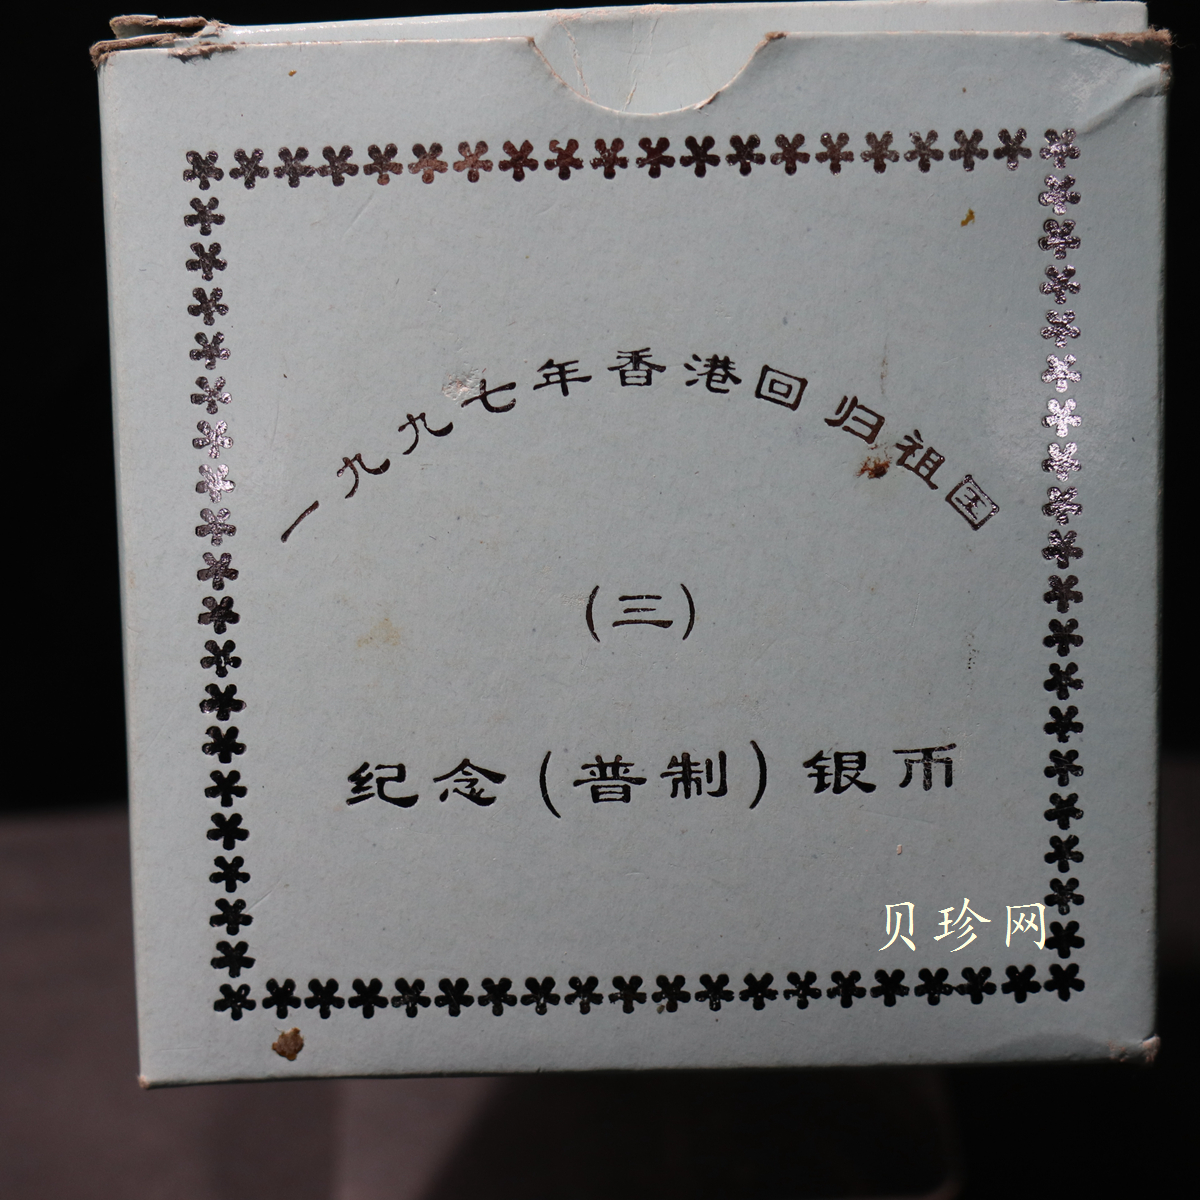 一九九七年香港回归祖国
(三)
纪念(普制)银币
贝珍网